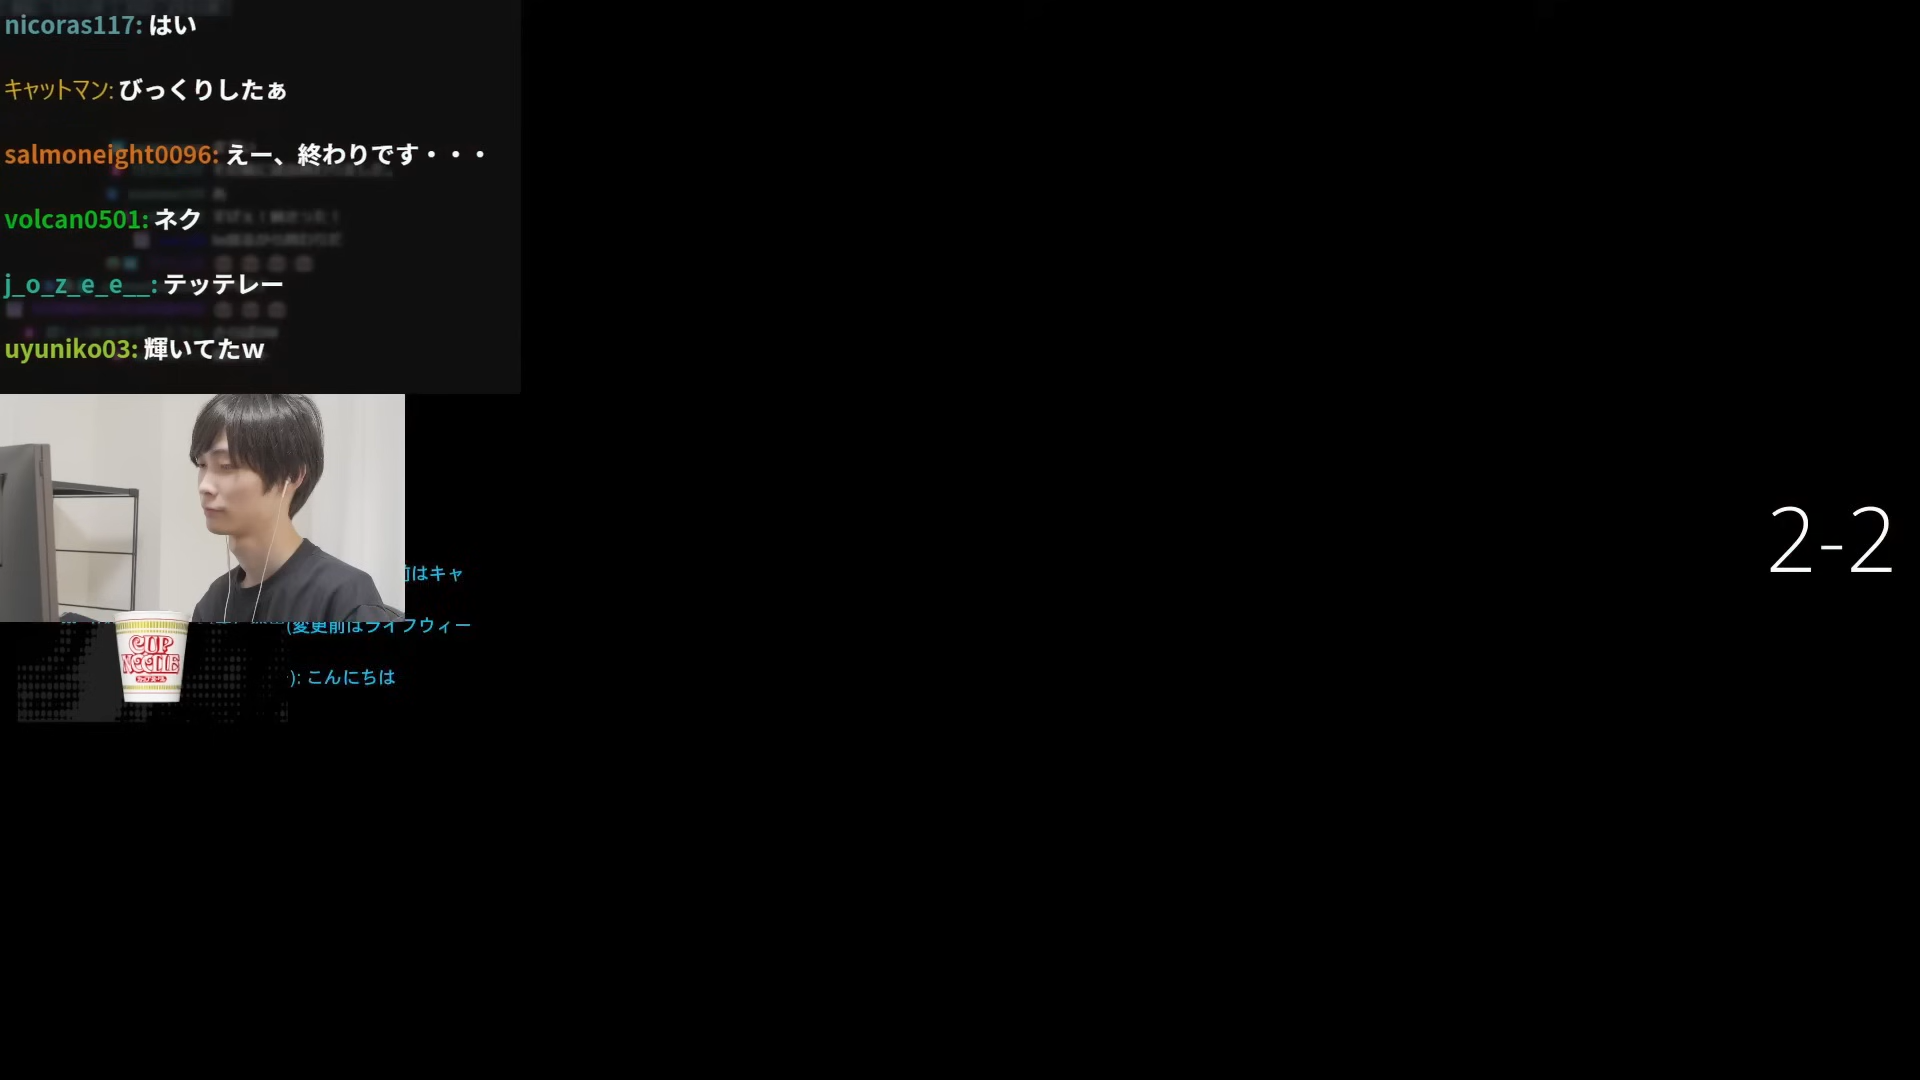 nicoras117: はい
キャットマン: びっくりしたぁ
salmoneight0096: えー、終わりです・・・
volcan0501: ネク
j_o_z_e_e__: テッテレー
uyuniko03: 輝いてたw
前はキャ
(変更前はライフウィー
): こんにちは
CUP
NOODLE
2-2